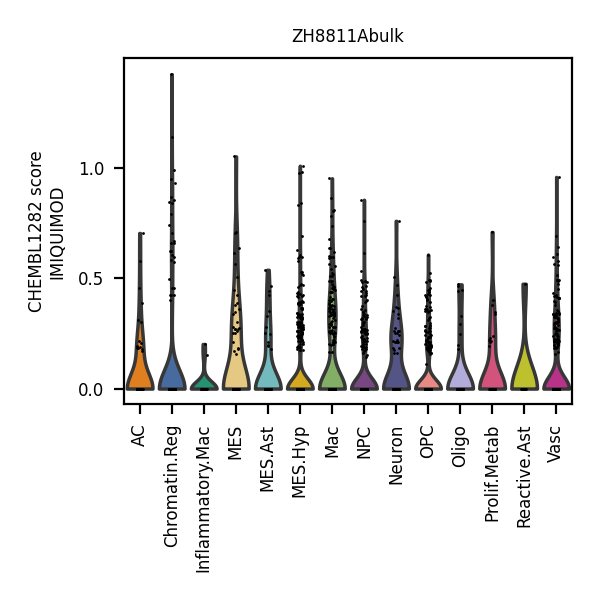 ZH8811Abulk
CHEMBL1282 score
IMIQUIMOD
1.0
0.5
0.0
AC
Chromatin.Reg
Inflammatory.Mac
MES
MES.Ast
MES.Hyp
Mac
NPC
Neuron
OPC
Oligo
Prolif.Metab
Reactive.Ast
Vasc